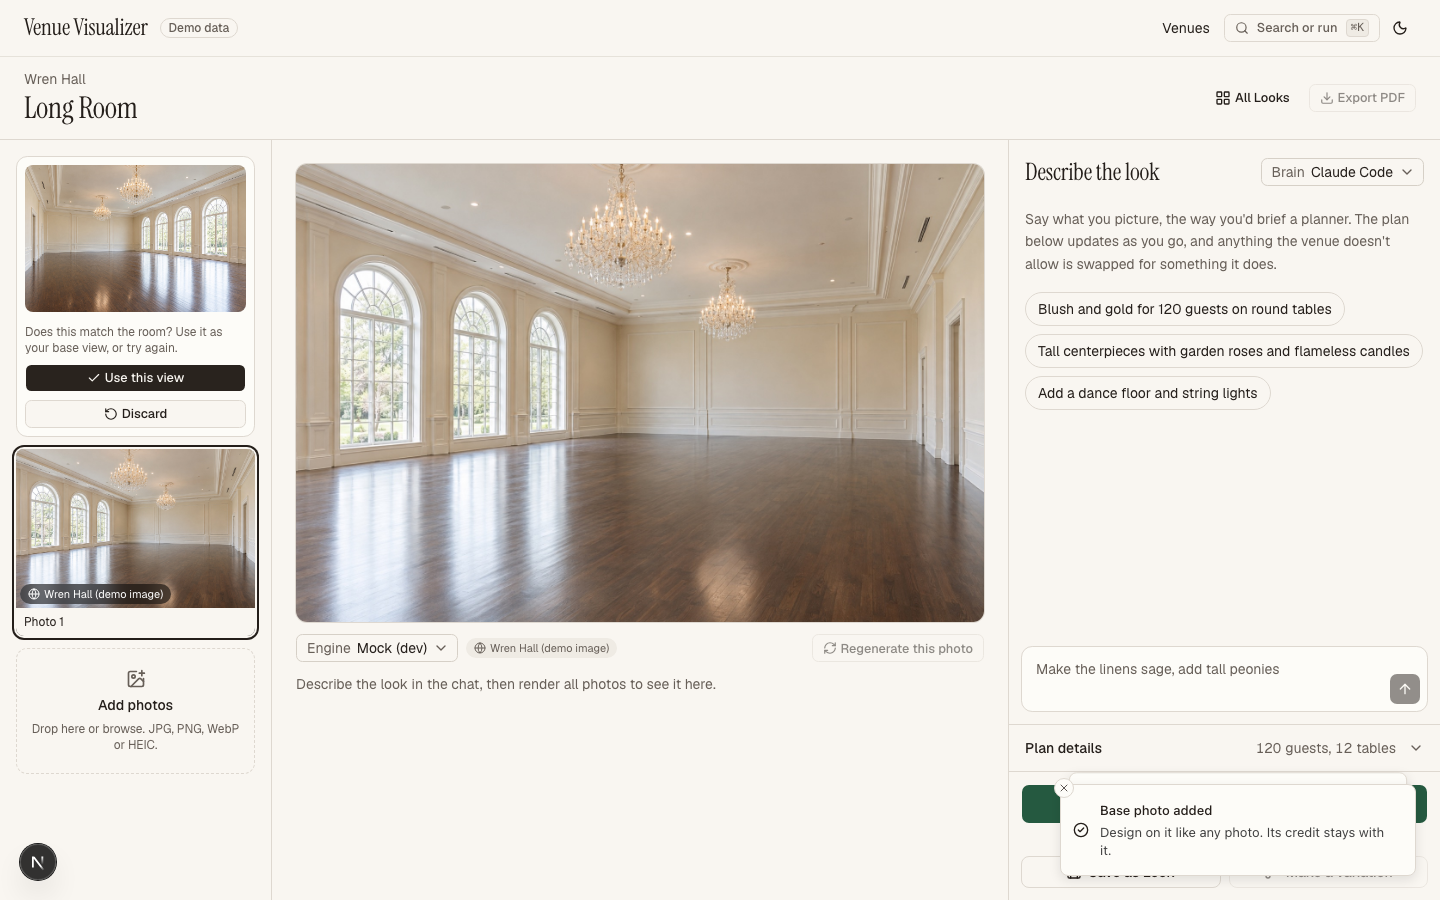 Venue Visualizer
Demo data
Venues
Search or run
⌘K
Wren Hall
Long Room
All Looks
Export PDF
Does this match the room? Use it as
your base view, or try again.
Use this view
Discard
Wren Hall (demo image)
Photo 1
Add photos
Drop here or browse. JPG, PNG, WebP
or HEIC.
N
Engine Mock (dev)
Wren Hall (demo image)
Regenerate this photo
Describe the look in the chat, then render all photos to see it here.
Describe the look
Brain Claude Code
Say what you picture, the way you'd brief a planner. The plan
below updates as you go, and anything the venue doesn't
allow is swapped for something it does.
Blush and gold for 120 guests on round tables
Tall centerpieces with garden roses and flameless candles
Add a dance floor and string lights
Make the linens sage, add tall peonies
Plan details
120 guests, 12 tables
Base photo added
Design on it like any photo. Its credit stays with
it.